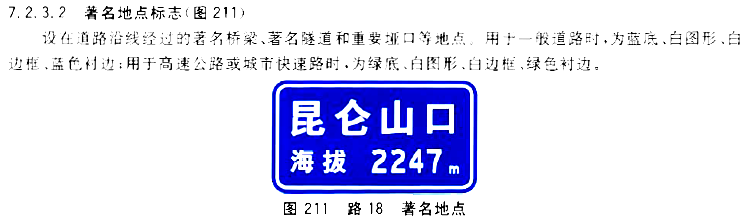 7.2.3.2 著名地点标志(图211)
设在道路沿线经过的著名桥梁、著名隧道和重要垭口等地点。用于一般道路时,为蓝底、白图形、白
边框、蓝色衬边;用于高速公路或城市快速路时,为绿底、白图形、白边框、绿色衬边。
昆仑山口
海拔 2247m
图 211 路 18 著名地点